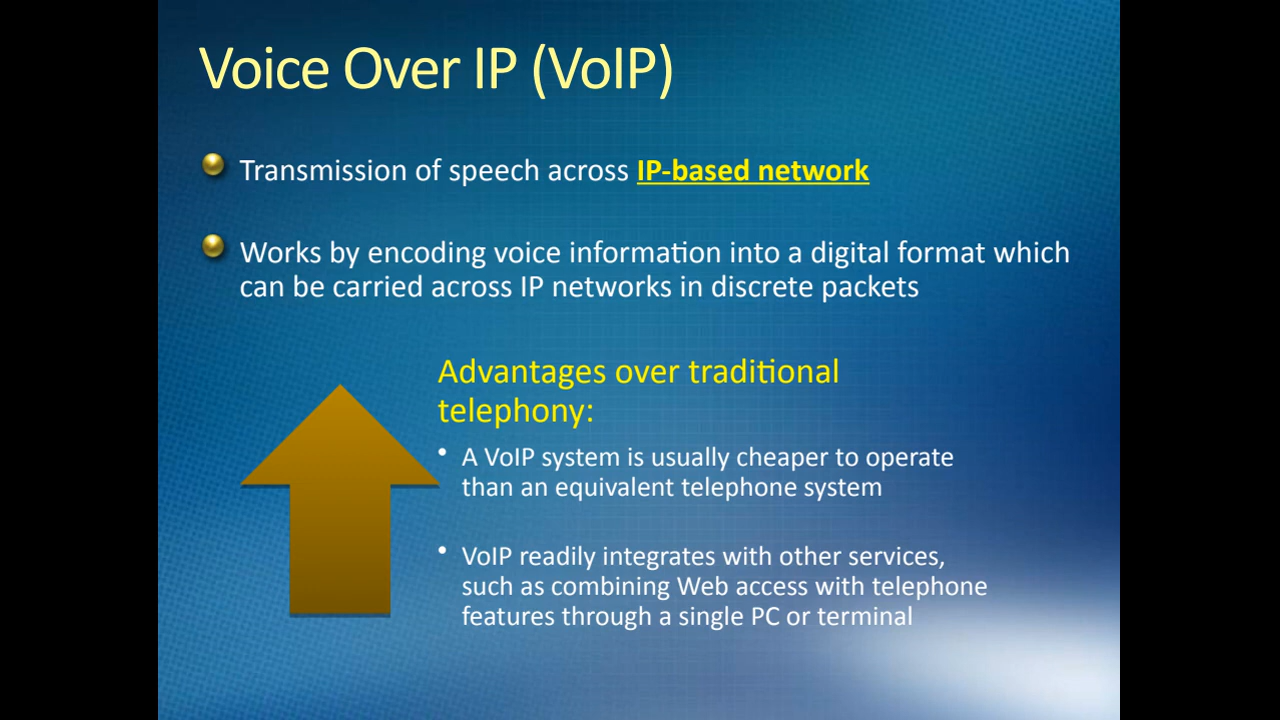 Voice Over IP (VoIP)
Transmission of speech across IP-based network
Works by encoding voice information into a digital format which
can be carried across IP networks in discrete packets
Advantages over traditional
telephony:
• A VoIP system is usually cheaper to operate
than an equivalent telephone system
• VoIP readily integrates with other services,
such as combining Web access with telephone
features through a single PC or terminal